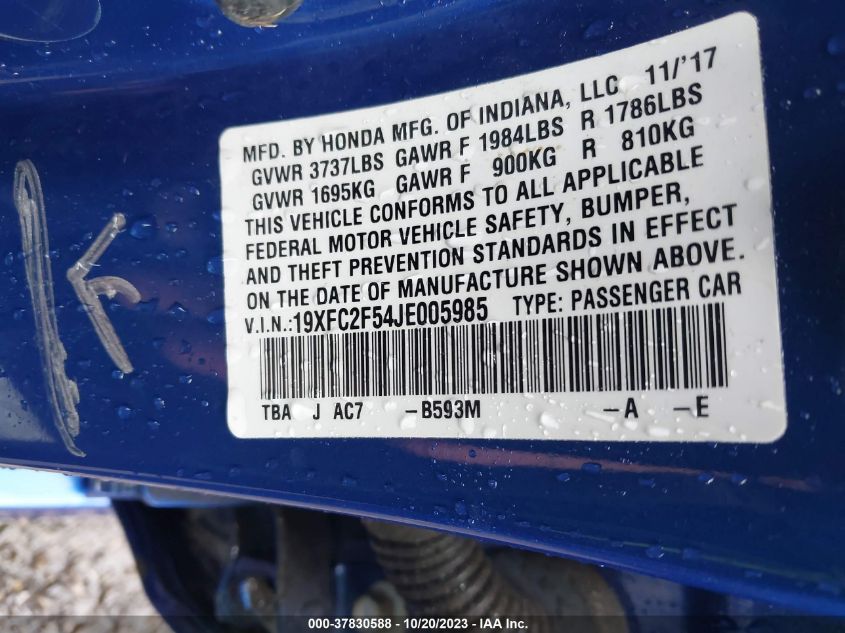 MFD. BY HONDA MFG. OF INDIANA, LLC 11/'17
GVWR 3737LBS GAWR F 1984LBS R 1786LBS
GVWR 1695KG GAWR F 900KG R 810KG
THIS VEHICLE CONFORMS TO ALL APPLICABLE
FEDERAL MOTOR VEHICLE SAFETY, BUMPER,
AND THEFT PREVENTION STANDARDS IN EFFECT
ON THE DATE OF MANUFACTURE SHOWN ABOVE.
V.I.N.:19XFC2F54JE005985 TYPE: PASSENGER CAR
TBA J AC7 -B593M -A -E
000-37830588 - 10/20/2023 - IAA Inc.